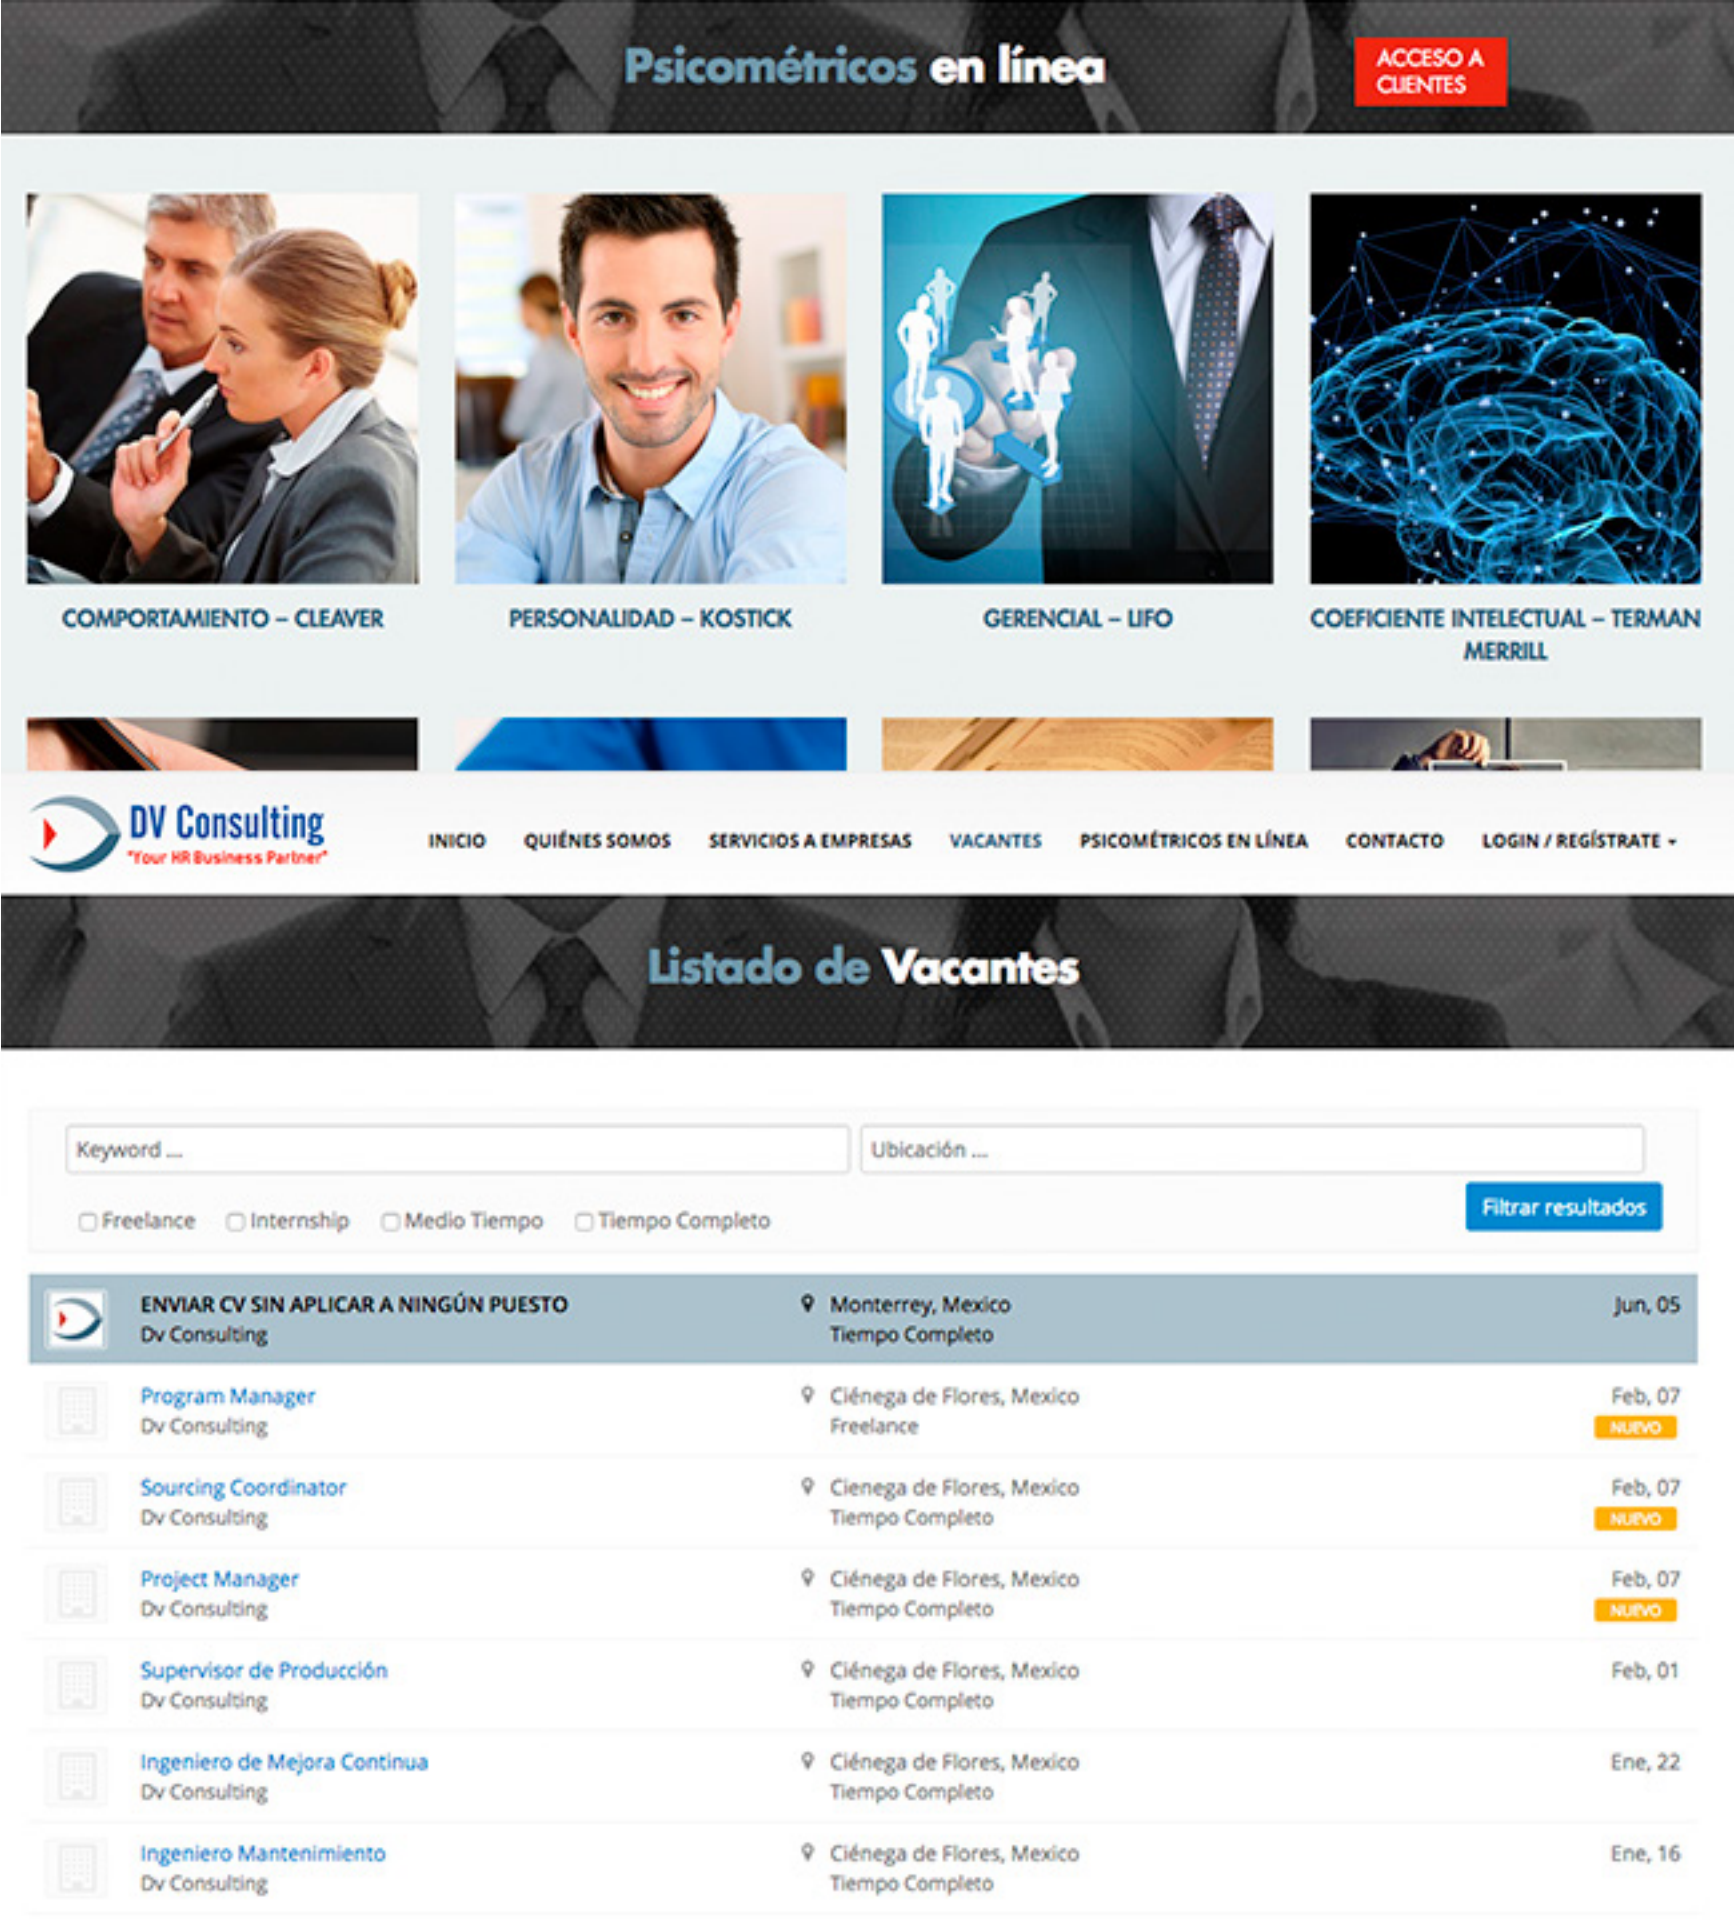 Psicométricos en línea
ACCESO A
CLIENTES
COMPORTAMIENTO – CLEAVER
PERSONALIDAD – KOSTICK
GERENCIAL – LIFO
COEFICIENTE INTELECTUAL – TERMAN
MERRILL
DV Consulting
"Your HR Business Partner"
INICIO QUIÉNES SOMOS SERVICIOS A EMPRESAS VACANTES PSICOMÉTRICOS EN LÍNEA CONTACTO LOGIN / REGÍSTRATE
Listado de Vacantes
Keyword ... Ubicación ...
Freelance Internship Medio Tiempo Tiempo Completo Filtrar resultados
ENVIAR CV SIN APLICAR A NINGÚN PUESTO Monterrey, Mexico Jun, 05
Dv Consulting Tiempo Completo
Program Manager Ciénega de Flores, Mexico Feb, 07
Dv Consulting Freelance NUEVO
Sourcing Coordinator Cienega de Flores, Mexico Feb, 07
Dv Consulting Tiempo Completo NUEVO
Project Manager Ciénega de Flores, Mexico Feb, 07
Dv Consulting Tiempo Completo NUEVO
Supervisor de Producción Ciénega de Flores, Mexico Feb, 01
Dv Consulting Tiempo Completo
Ingeniero de Mejora Continua Ciénega de Flores, Mexico Ene, 22
Dv Consulting Tiempo Completo
Ingeniero Mantenimiento Ciénega de Flores, Mexico Ene, 16
Dv Consulting Tiempo Completo